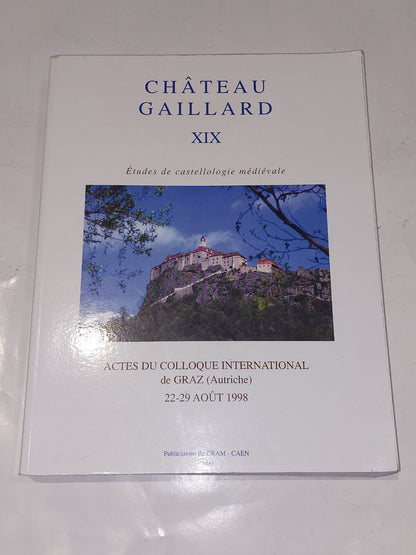 CHÂTEAU
GAILLARD
XIX
Études de castellologie médiévale
ACTES DU COLLOQUE INTERNATIONAL
de GRAZ (Autriche)
22-29 AOÛT 1998
Publications du CRAM - CAEN